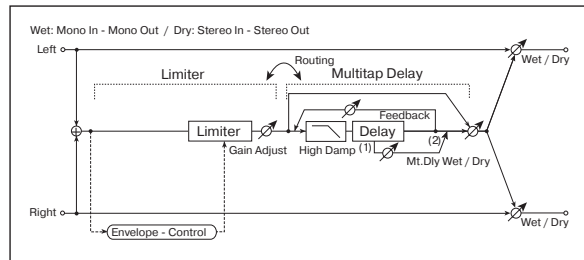 Wet: Mono In - Mono Out / Dry: Stereo In - Stereo Out
Left
Wet / Dry
Routing
Limiter
Multitap Delay
Feedback
Limiter
Delay
Gain Adjust
High Damp
(1)
(2)
Mt.Dly Wet / Dry
Right
Wet / Dry
Envelope - Control